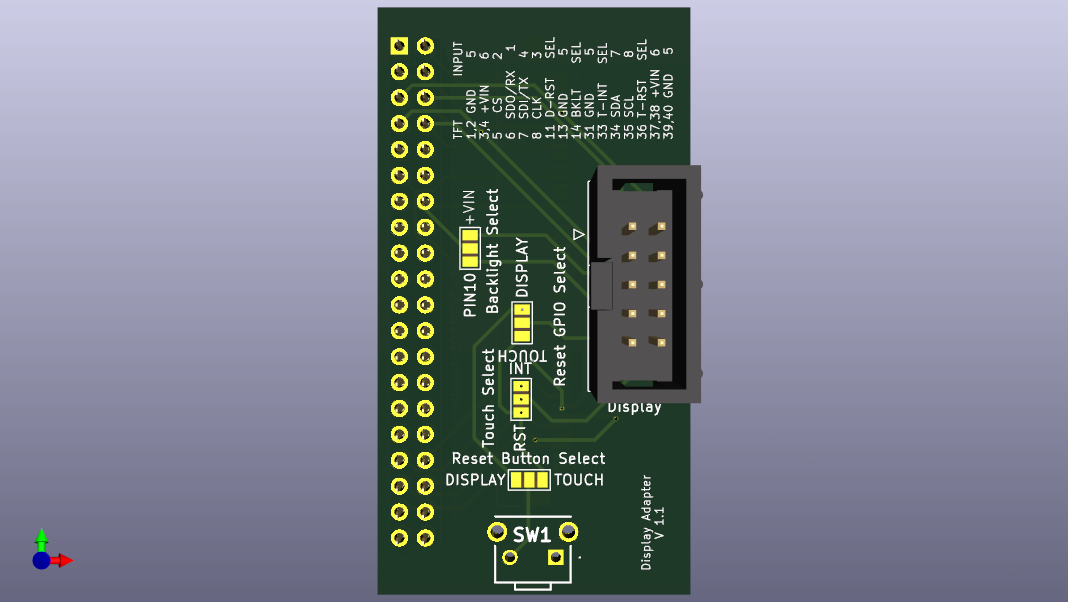 TFT INPUT
1,2 GND 5
3,4 +VIN 6
5 CS 2
6 SDO/RX 1
7 SDI/TX 4
8 CLK 3
11 D-RST SEL
13 GND 5
14 BKLT SEL
31 GND 5
33 T-INT SEL
34 SDA 7
35 SCL 8
36 T-RST SEL
37,38 +VIN 6
39,40 GND 5
PIN10 +VIN
Backlight Select
DISPLAY
TOUCH
Reset GPIO Select
Touch Select
INT
RST
Display
Reset Button Select
DISPLAY TOUCH
SW1
Display Adapter
V 1.1